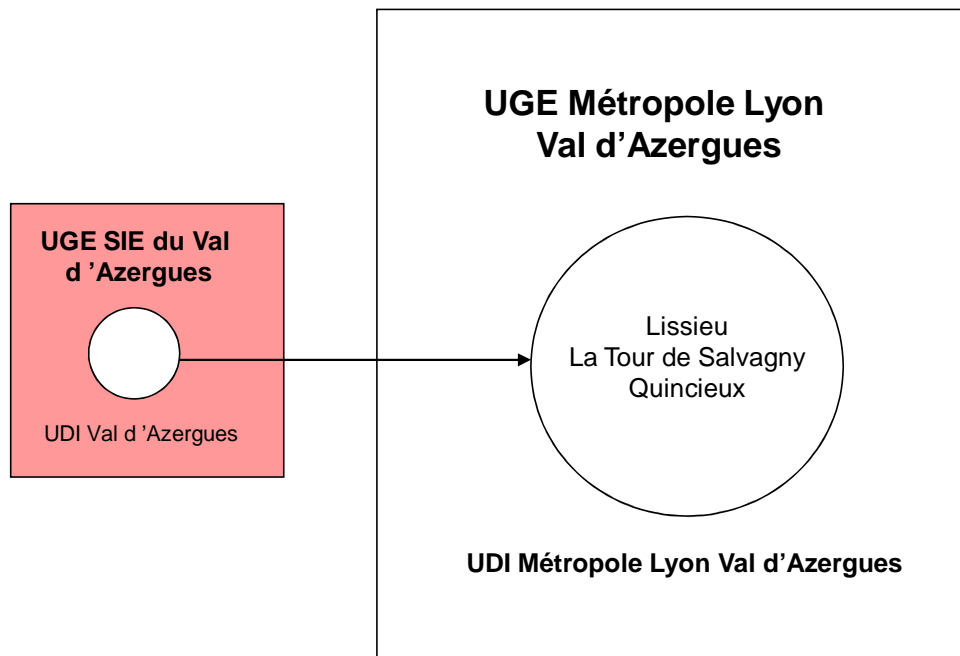 UGE Métropole Lyon
Val d’Azergues
UGE SIE du Val
d ’Azergues
UDI Val d ’Azergues
Lissieu
La Tour de Salvagny
Quincieux
UDI Métropole Lyon Val d’Azergues